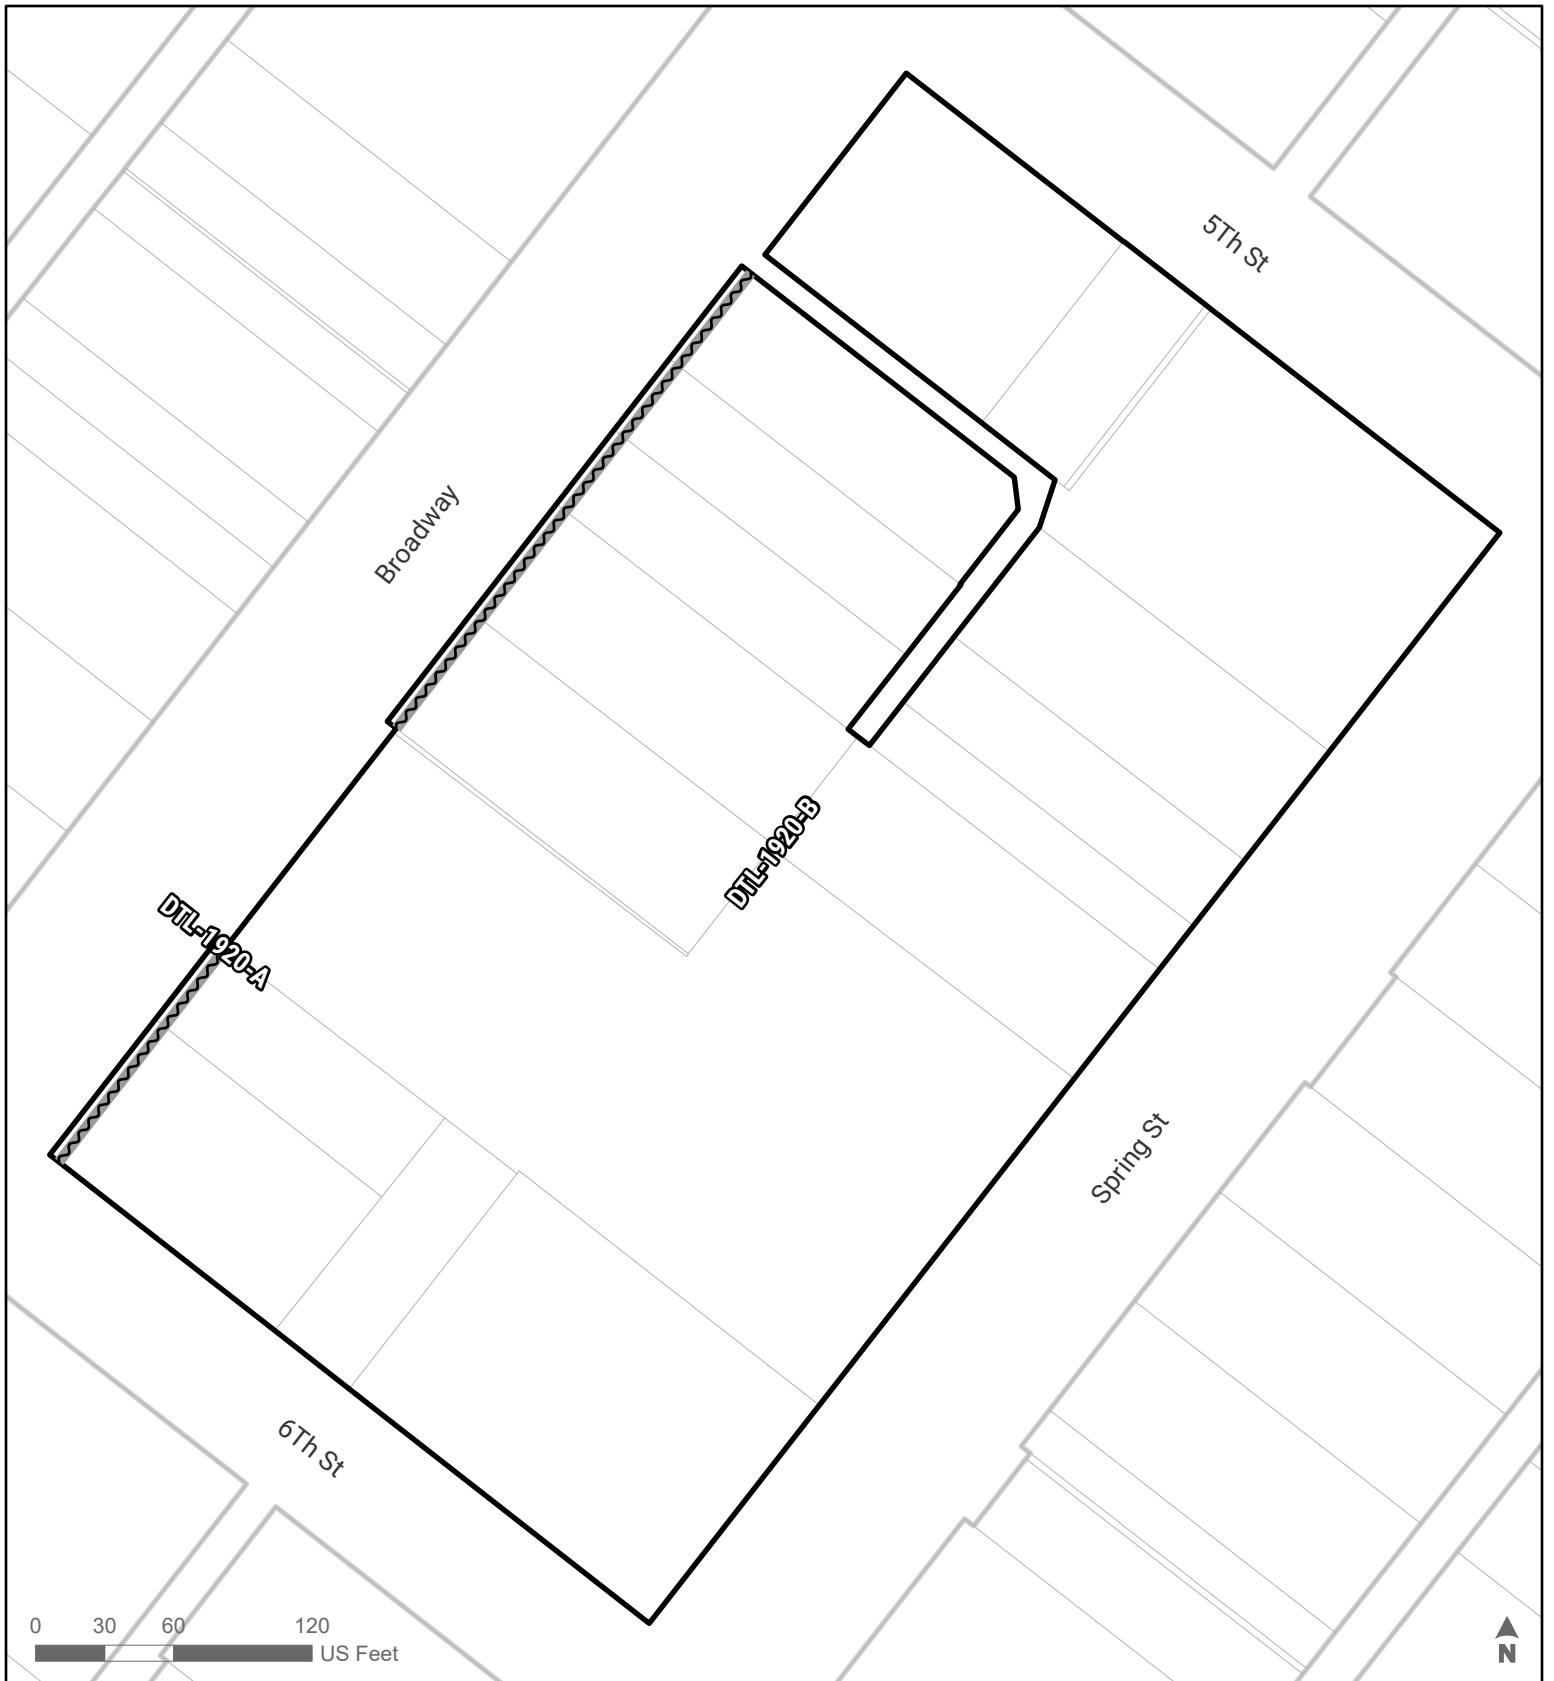 5Th St
Broadway
DTL-1920-B
DTL-1920-A
Spring St
6Th St
0 30 60 120
US Feet
N